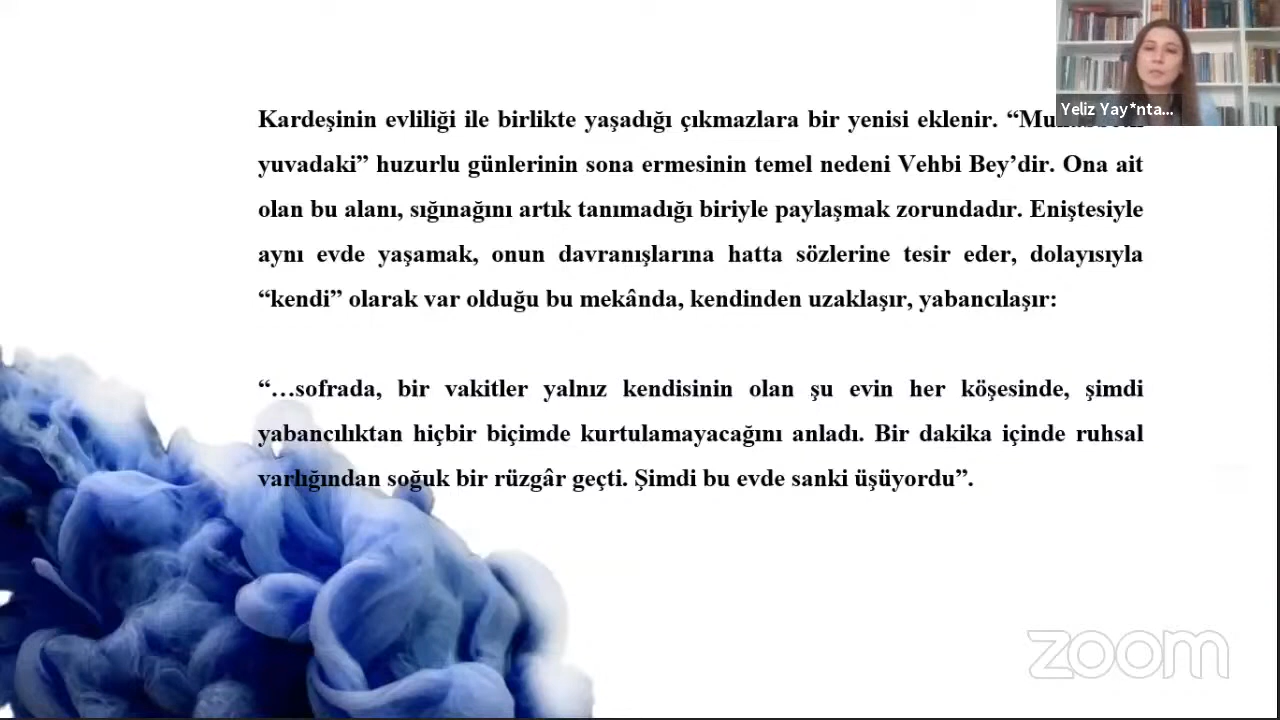 Yeliz Yay*nta...
Kardeşinin evliliği ile birlikte yaşadığı çıkmazlara bir yenisi eklenir.
yuvadaki” huzurlu günlerinin sona ermesinin temel nedeni Vehbi Bey’dir. Ona ait
olan bu alanı, sığınağını artık tanımadığı biriyle paylaşmak zorundadır. Eniştesiyle
aynı evde yaşamak, onun davranışlarına hatta sözlerine tesir eder, dolayısıyla
“kendi” olarak var olduğu bu mekânda, kendinden uzaklaşır, yabancılaşır:
“…sofrada, bir vakitler yalnız kendisinin olan şu evin her köşesinde, şimdi
yabancılıktan hiçbir biçimde kurtulamayacağını anladı. Bir dakika içinde ruhsal
varlığından soğuk bir rüzgâr geçti. Şimdi bu evde sanki üşüyordu”.
zoom